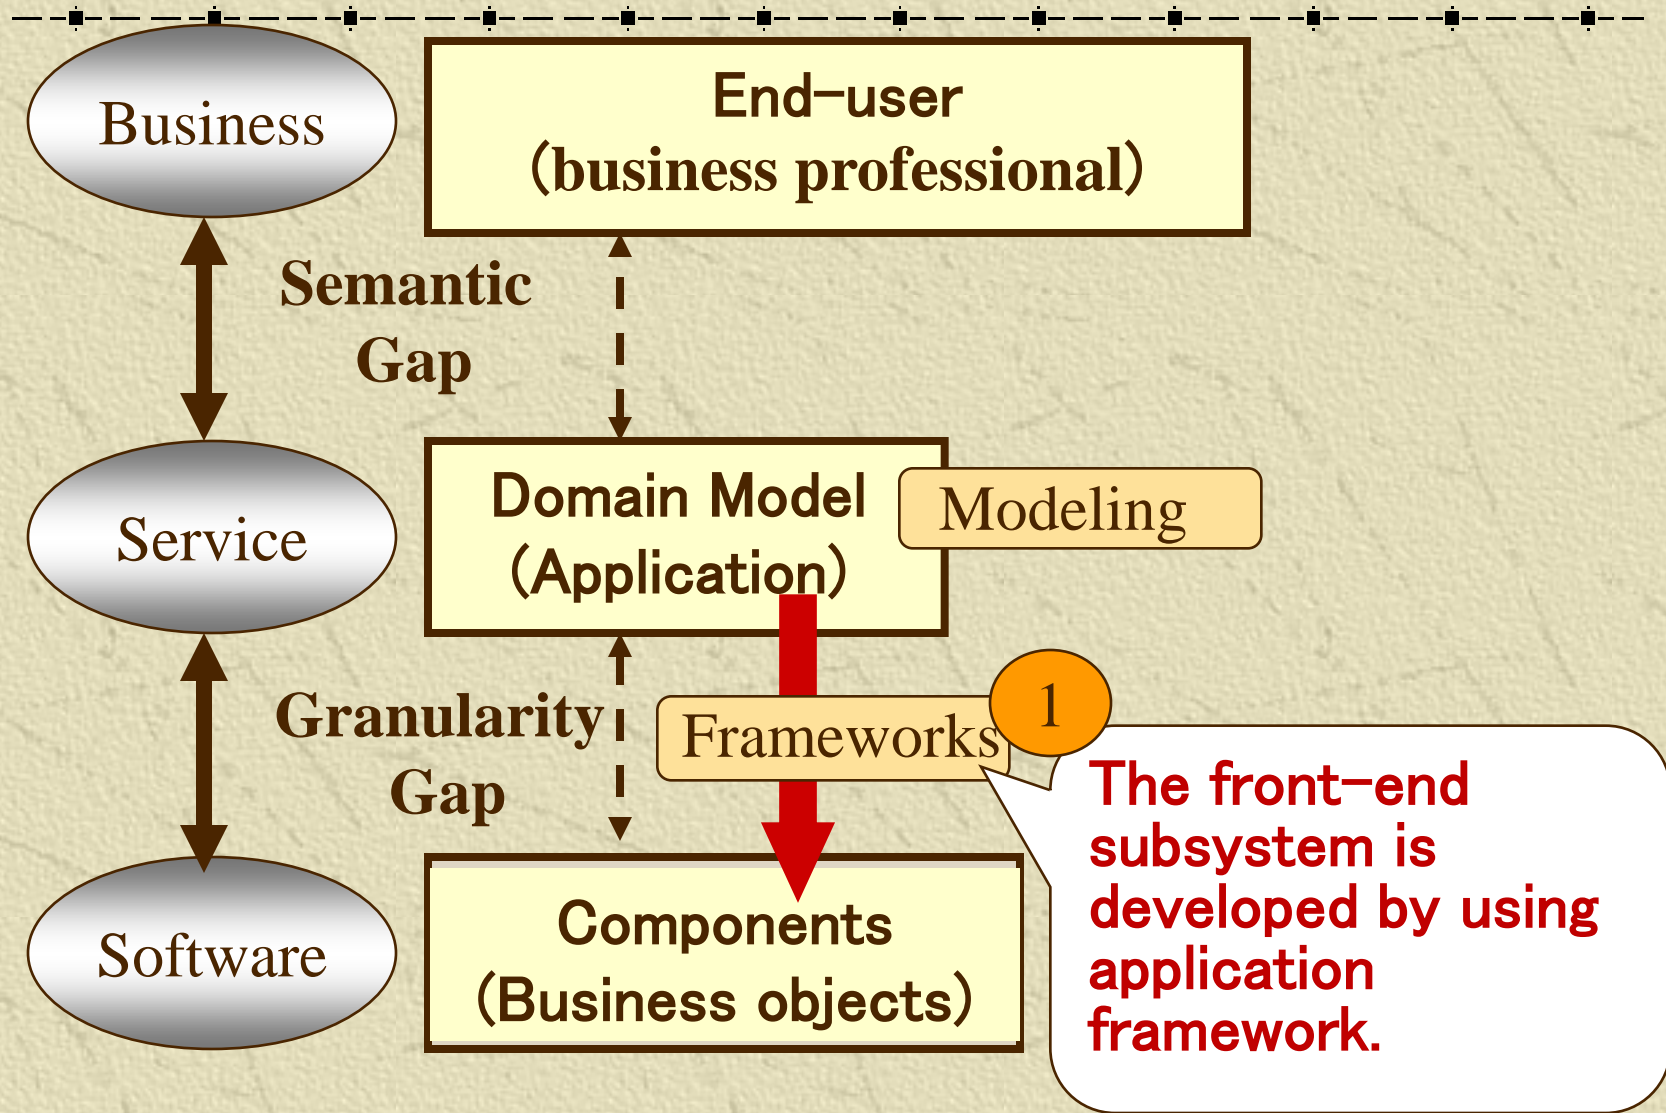 Business
End-user
(business professional)
Semantic
Gap
Service
Domain Model
(Application)
Modeling
Granularity
Gap
Frameworks
1
The front-end
subsystem is
developed by using
application
framework.
Software
Components
(Business objects)